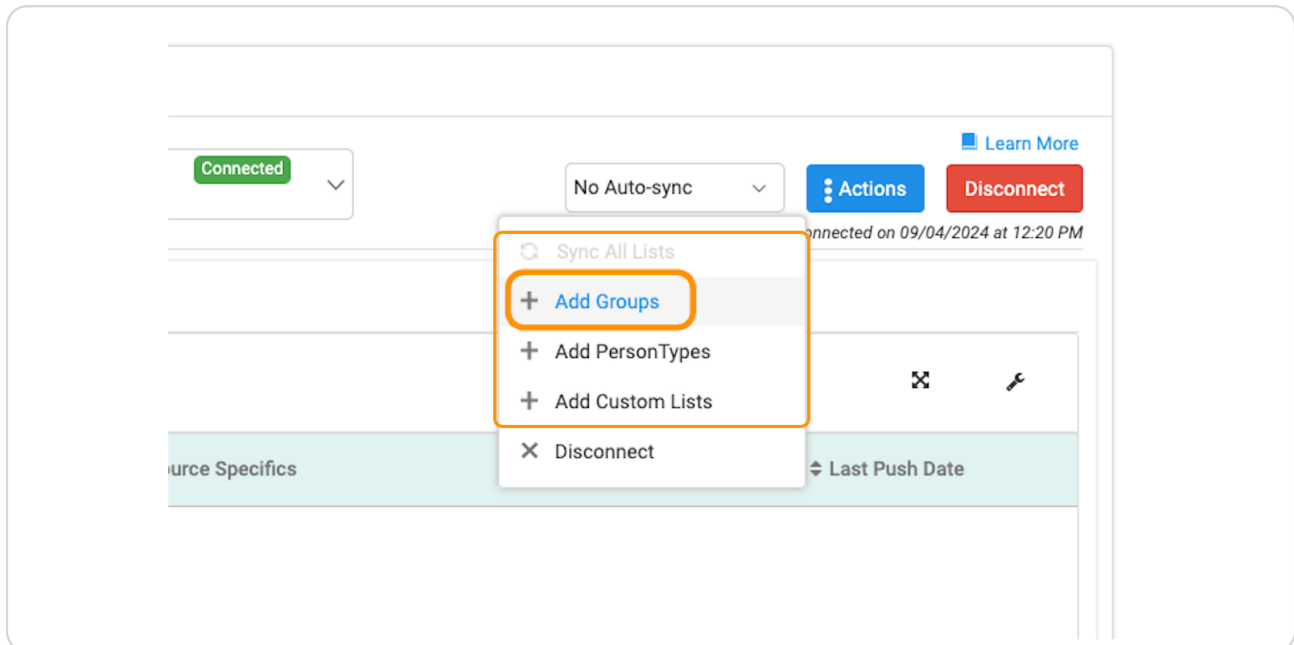 Learn More
Connected
No Auto-sync
Actions
Disconnect
onnected on 09/04/2024 at 12:20 PM
Sync All Lists
Add Groups
Add PersonTypes
Add Custom Lists
Disconnect
urce Specifics
Last Push Date